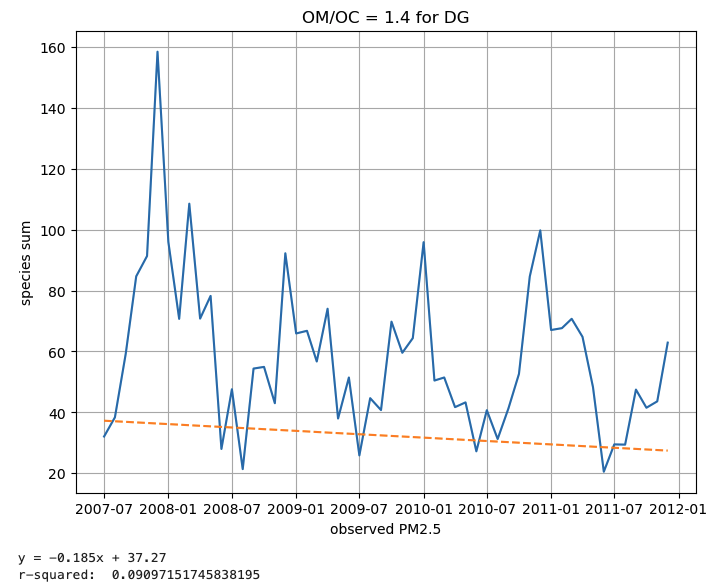 OM/OC = 1.4 for DG
160
140
120
100
80
60
40
20
species sum
2007-07 2008-01 2008-07 2009-01 2009-07 2010-01 2010-07 2011-01 2011-07 2012-01
observed PM2.5
y = −0.185x + 37.27
r-squared:  0.09097151745838195